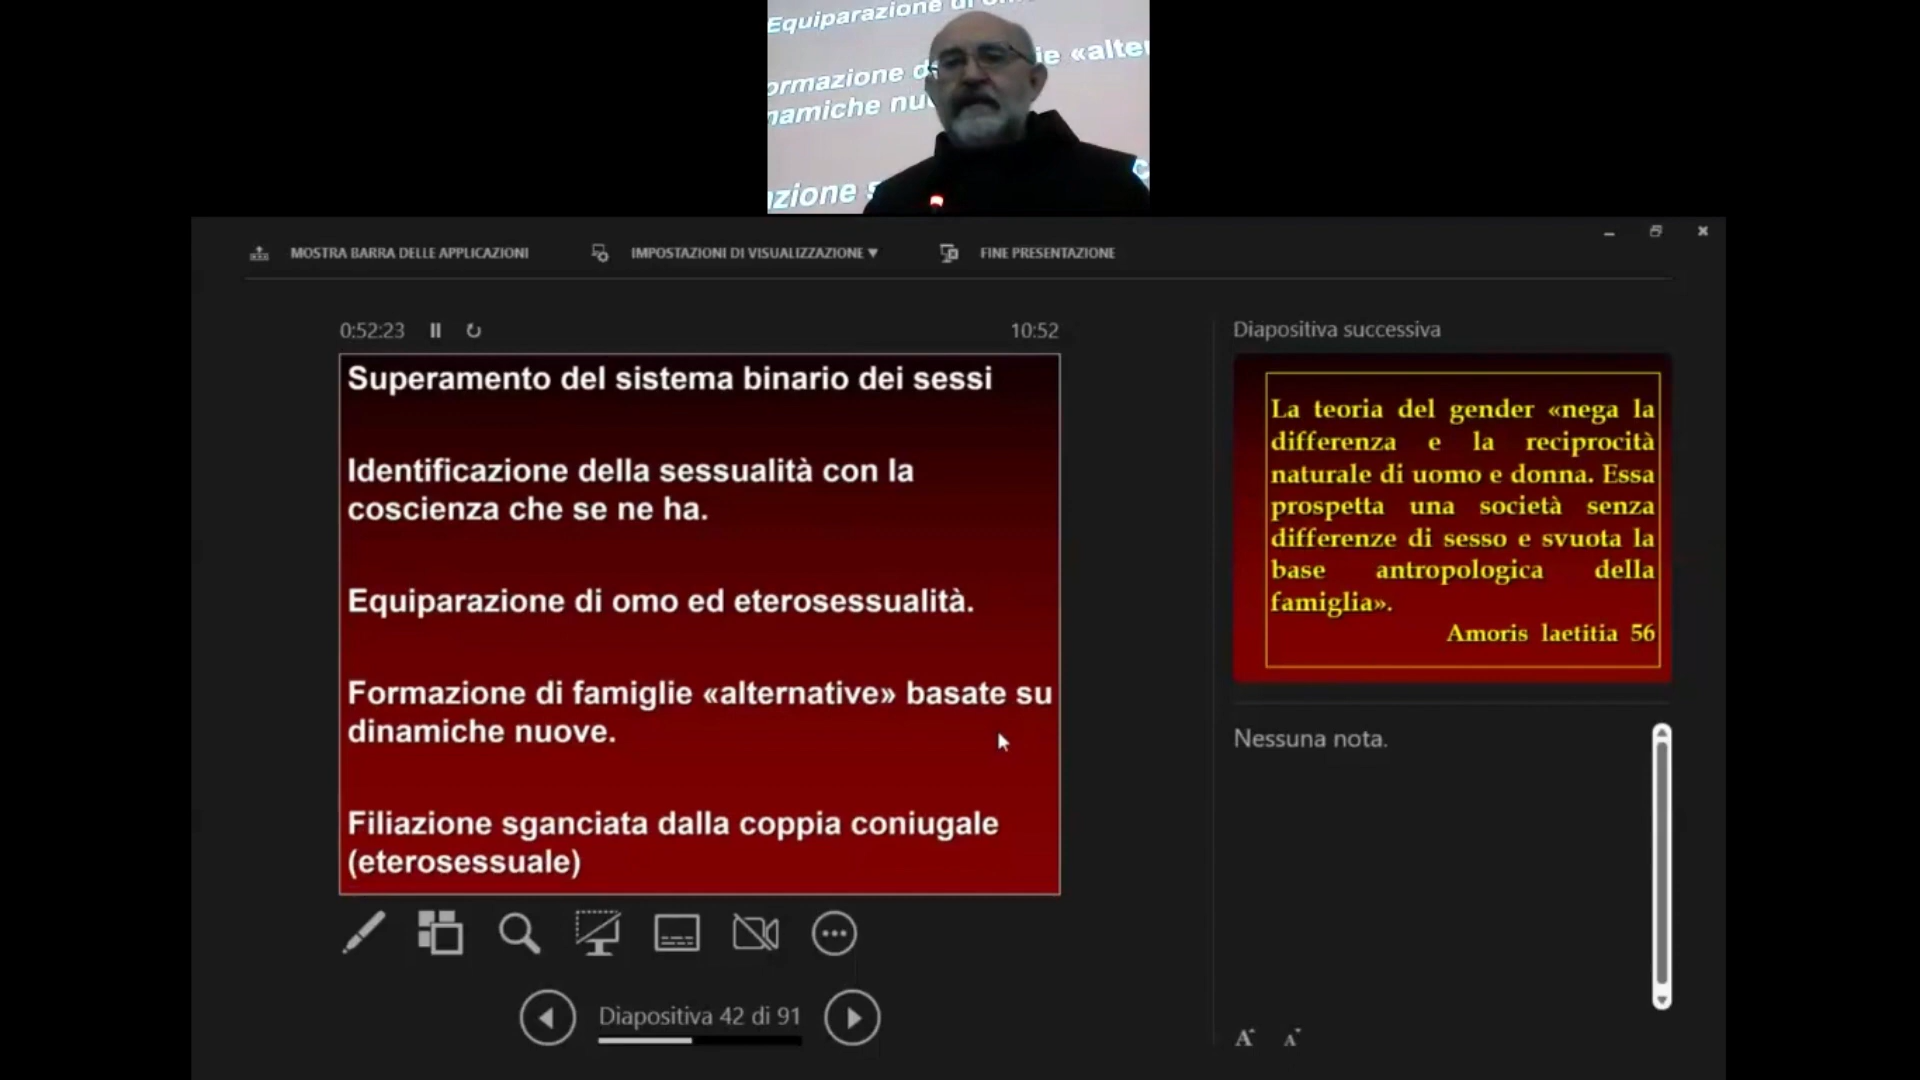 Equiparazione di
ie «alter
ormazione d
namiche nu
zione s
MOSTRA BARRA DELLE APPLICAZIONI
IMPOSTAZIONI DI VISUALIZZAZIONE ▼
FINE PRESENTAZIONE
0:52:23
10:52
Superamento del sistema binario dei sessi
Identificazione della sessualità con la
coscienza che se ne ha.
Equiparazione di omo ed eterosessualità.
Formazione di famiglie «alternative» basate su
dinamiche nuove.
Filiazione sganciata dalla coppia coniugale
(eterosessuale)
Diapositiva 42 di 91
Diapositiva successiva
La teoria del gender «nega la
differenza e la reciprocità
naturale di uomo e donna. Essa
prospetta una società senza
differenze di sesso e svuota la
base antropologica della
famiglia».
Amoris laetitia 56
Nessuna nota.
A A